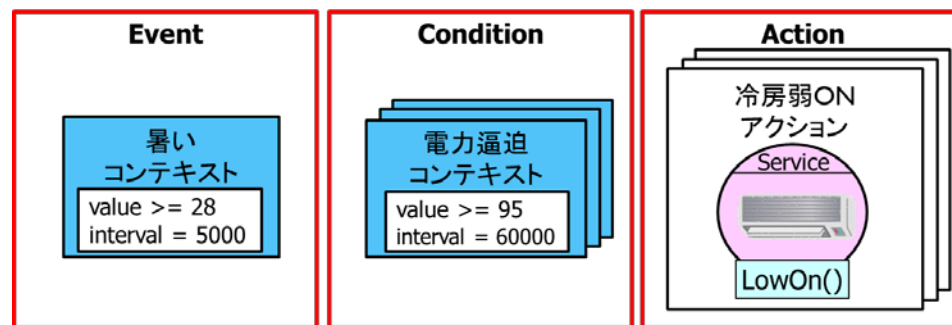 Event
暑い
コンテキスト
value >= 28
interval = 5000
Condition
電力逼迫
コンテキスト
value >= 95
interval = 60000
Action
冷房弱ON
アクション
Service
LowOn()